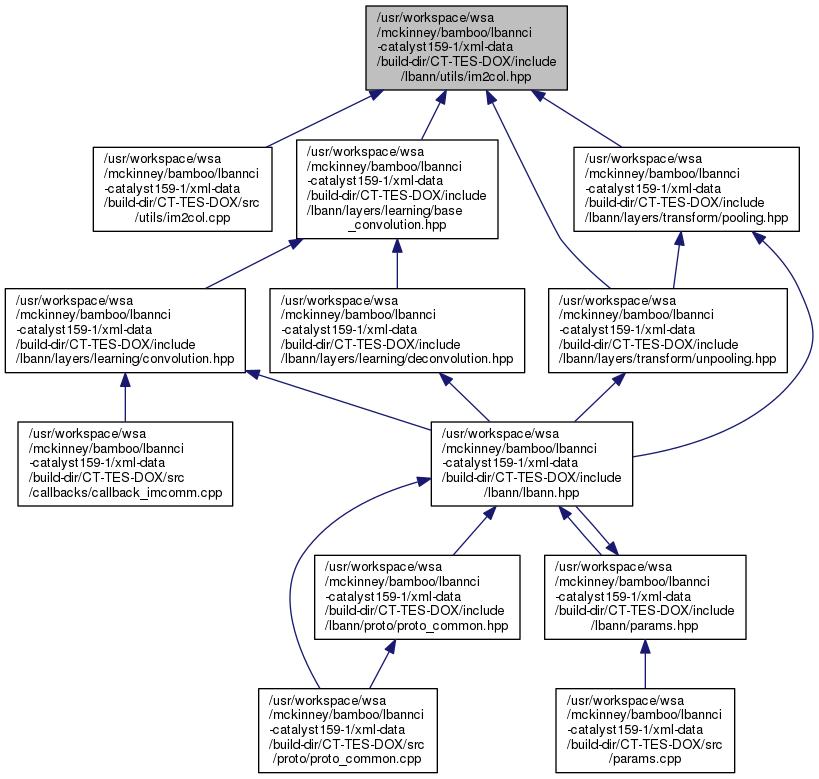 /usr/workspace/wsa
/mckinney/bamboo/lbannci
-catalyst159-1/xml-data
/build-dir/CT-TES-DOX/include
/lbann/utils/im2col.hpp
/usr/workspace/wsa
/mckinney/bamboo/lbannci
-catalyst159-1/xml-data
/build-dir/CT-TES-DOX/src
/utils/im2col.cpp
/usr/workspace/wsa
/mckinney/bamboo/lbannci
-catalyst159-1/xml-data
/build-dir/CT-TES-DOX/include
/lbann/layers/learning/base
_convolution.hpp
/usr/workspace/wsa
/mckinney/bamboo/lbannci
-catalyst159-1/xml-data
/build-dir/CT-TES-DOX/include
/lbann/layers/transform/pooling.hpp
/usr/workspace/wsa
/mckinney/bamboo/lbannci
-catalyst159-1/xml-data
/build-dir/CT-TES-DOX/include
/lbann/layers/learning/convolution.hpp
/usr/workspace/wsa
/mckinney/bamboo/lbannci
-catalyst159-1/xml-data
/build-dir/CT-TES-DOX/include
/lbann/layers/learning/deconvolution.hpp
/usr/workspace/wsa
/mckinney/bamboo/lbannci
-catalyst159-1/xml-data
/build-dir/CT-TES-DOX/include
/lbann/layers/transform/unpooling.hpp
/usr/workspace/wsa
/mckinney/bamboo/lbannci
-catalyst159-1/xml-data
/build-dir/CT-TES-DOX/src
/callbacks/callback_imcomm.cpp
/usr/workspace/wsa
/mckinney/bamboo/lbannci
-catalyst159-1/xml-data
/build-dir/CT-TES-DOX/include
/lbann/lbann.hpp
/usr/workspace/wsa
/mckinney/bamboo/lbannci
-catalyst159-1/xml-data
/build-dir/CT-TES-DOX/include
/lbann/proto/proto_common.hpp
/usr/workspace/wsa
/mckinney/bamboo/lbannci
-catalyst159-1/xml-data
/build-dir/CT-TES-DOX/include
/lbann/params.hpp
/usr/workspace/wsa
/mckinney/bamboo/lbannci
-catalyst159-1/xml-data
/build-dir/CT-TES-DOX/src
/proto/proto_common.cpp
/usr/workspace/wsa
/mckinney/bamboo/lbannci
-catalyst159-1/xml-data
/build-dir/CT-TES-DOX/src
/params.cpp